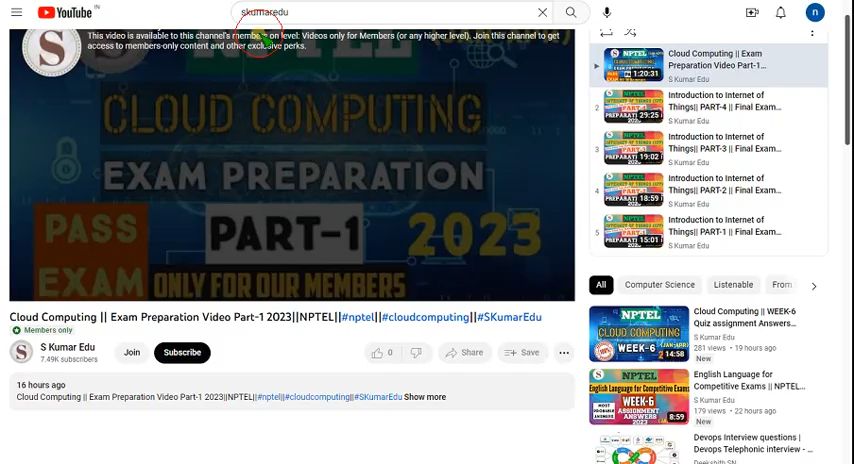 YouTube IN
skumaredu
n
This video is available to this channel's members on level: Videos only for Members (or any higher level). Join this channel to get
access to members-only content and other exclusive perks.
NPTEL
CLOUD COMPUTING
EXAM PREPARATION
PASS
EXAM
PART-1
2023
ONLY FOR OUR MEMBERS
Cloud Computing || Exam Preparation Video Part-1 2023||NPTEL||#nptel||#cloudcomputing||#SKumarEdu
Members only
S Kumar Edu
7.49K subscribers
Join
Subscribe
0
Share
Save
16 hours ago
Cloud Computing || Exam Preparation Video Part-1 2023||NPTEL||#nptel||#cloudcomputing||#SKumarEdu Show more
1:20:31
Cloud Computing || Exam
Preparation Video Part-1...
S Kumar Edu
2
29:25
Introduction to Internet of
Things|| PART-4 || Final Exam...
S Kumar Edu
3
19:02
Introduction to Internet of
Things|| PART-3 || Final Exam...
S Kumar Edu
4
18:59
Introduction to Internet of
Things|| PART-2 || Final Exam...
S Kumar Edu
5
15:01
Introduction to Internet of
Things|| PART-1 || Final Exam...
S Kumar Edu
All
Computer Science
Listenable
From
NPTEL
CLOUD COMPUTING
WEEK-6
14:58
Cloud Computing || WEEK-6
Quiz assignment Answers...
S Kumar Edu
281 views • 19 hours ago
New
NPTEL
English Language for Competitive Exams
WEEK-6
ASSIGNMENT
ANSWERS
2023
8:59
English Language for
Competitive Exams || NPTEL...
S Kumar Edu
179 views • 22 hours ago
New
Devops Interview questions |
Devops Telephonic interview - ...
Deekshith SN